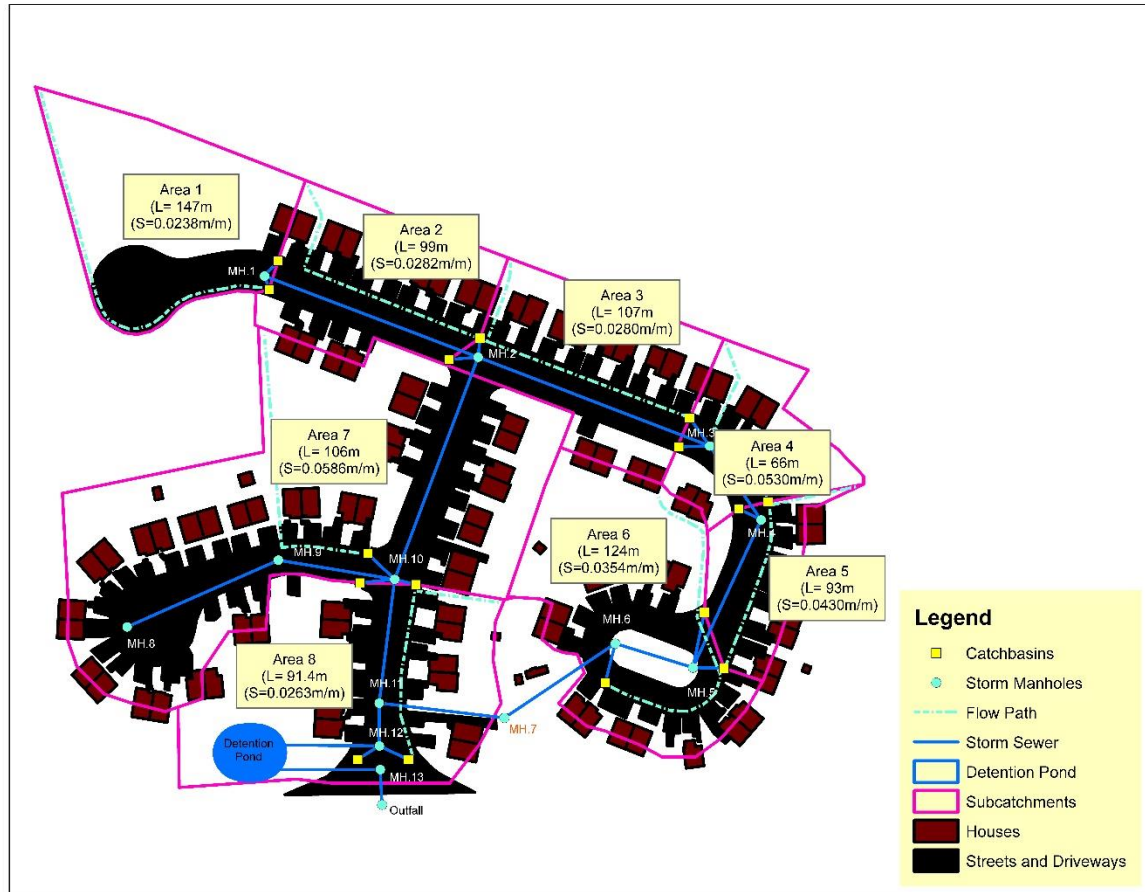 Area 1
(L= 147m
(S=0.0238m/m)
Area 2
(L= 99m
(S=0.0282m/m)
MH.1
Area 3
(L= 107m
(S=0.0280m/m)
MH.2
Area 7
(L= 106m
(S=0.0586m/m)
MH.3
Area 4
(L= 66m
(S=0.0530m/m)
Area 6
(L= 124m
(S=0.0354m/m)
MH.9
MH.10
Area 5
(L= 93m
(S=0.0430m/m)
MH.8
MH.6
Area 8
(L= 91.4m
(S=0.0263m/m)
MH.11
MH.5
MH.7
MH.12
Detention
Pond
MH.13
Outfall
Legend
Catchbasins
Storm Manholes
Flow Path
Storm Sewer
Detention Pond
Subcatchments
Houses
Streets and Driveways